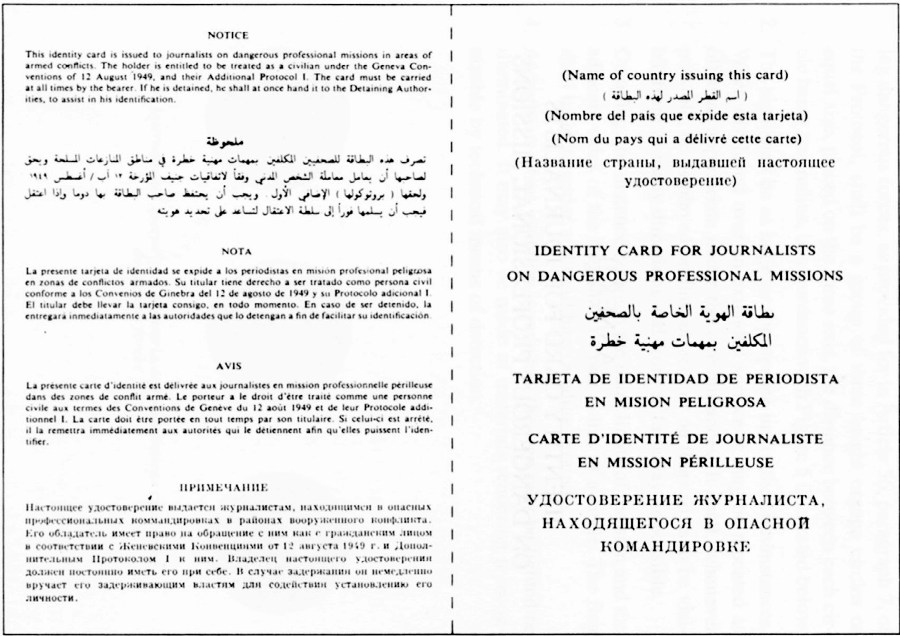 NOTICE
This identity card is issued to journalists on dangerous professional missions in areas of
armed conflicts. The holder is entitled to be treated as a civilian under the Geneva Con-
ventions of 12 August 1949, and their Additional Protocol I. The card must be carried
at all times by the bearer. If he is detained, he shall at once hand it to the Detaining Author-
ities, to assist in his identification.
ملحوظة
تصرف هذه البطاقة للصحفيين المكلفين بمهمات مهنية خطرة في مناطق المنازعات المسلحة ويحق
لصاحبها أن يعامل معاملة الشخص المدني وفقاً لاتفاقيات جنيف المؤرخة ١٢ آب / أغسطس ١٩٤٩
ولحقها ( بروتوكولها ) الإضافي الأول . ويجب أن يحتفظ صاحب البطاقة بها دوما وإذا اعتقل
فيجب أن يسلمها فوراً إلى سلطة الاعتقال لتساعد على تحديد هويته
NOTA
La presente tarjeta de identidad se expide a los periodistas en misión profesional peligrosa
en zonas de conflictos armados. Su titular tiene derecho a ser tratado como persona civil
conforme a los Convenios de Ginebra del 12 de agosto de 1949 y su Protocolo adicional I.
El titular debe llevar la tarjeta consigo, en todo momento. En caso de ser detenido, la
entregará inmediatamente a las autoridades que lo detengan a fin de facilitar su identificación.
AVIS
La présente carte d'identité est délivrée aux journalistes en mission professionnelle périlleuse
dans des zones de conflit armé. Le porteur a le droit d'être traité comme une personne
civile aux termes des Conventions de Genève du 12 août 1949 et de leur Protocole addi-
tionnel I. La carte doit être portée en tout temps par son titulaire. Si celui-ci est arrêté,
il la remettra immédiatement aux autorités qui le détiennent afin qu'elles puissent l'iden-
tifier.
ПРИМЕЧАНИЕ
Настоящее удостоверение выдается журналистам, находящимся в опасных
профессиональных командировках в районах вооруженного конфликта.
Его обладатель имеет право на обращение с ним как с гражданским лицом
в соответствии с Женевскими Конвенциями от 12 августа 1949 г. и Допол-
нительным Протоколом I к ним. Владелец настоящего удостоверения
должен постоянно иметь его при себе. В случае задержания он немедленно
вручает его задерживающим властям для содействия установлению его
личности.
(Name of country issuing this card)
( اسم القطر المصدر لهذه البطاقة )
(Nombre del país que expide esta tarjeta)
(Nom du pays qui a délivré cette carte)
(Название страны, выдавшей настоящее
удостоверение)
IDENTITY CARD FOR JOURNALISTS
ON DANGEROUS PROFESSIONAL MISSIONS
بطاقة الهوية الخاصة بالصحفيين
المكلفين بمهمات مهنية خطرة
TARJETA DE IDENTIDAD DE PERIODISTA
EN MISION PELIGROSA
CARTE D'IDENTITÉ DE JOURNALISTE
EN MISSION PÉRILLEUSE
УДОСТОВЕРЕНИЕ ЖУРНАЛИСТА,
НАХОДЯЩЕГОСЯ В ОПАСНОЙ
КОМАНДИРОВКЕ